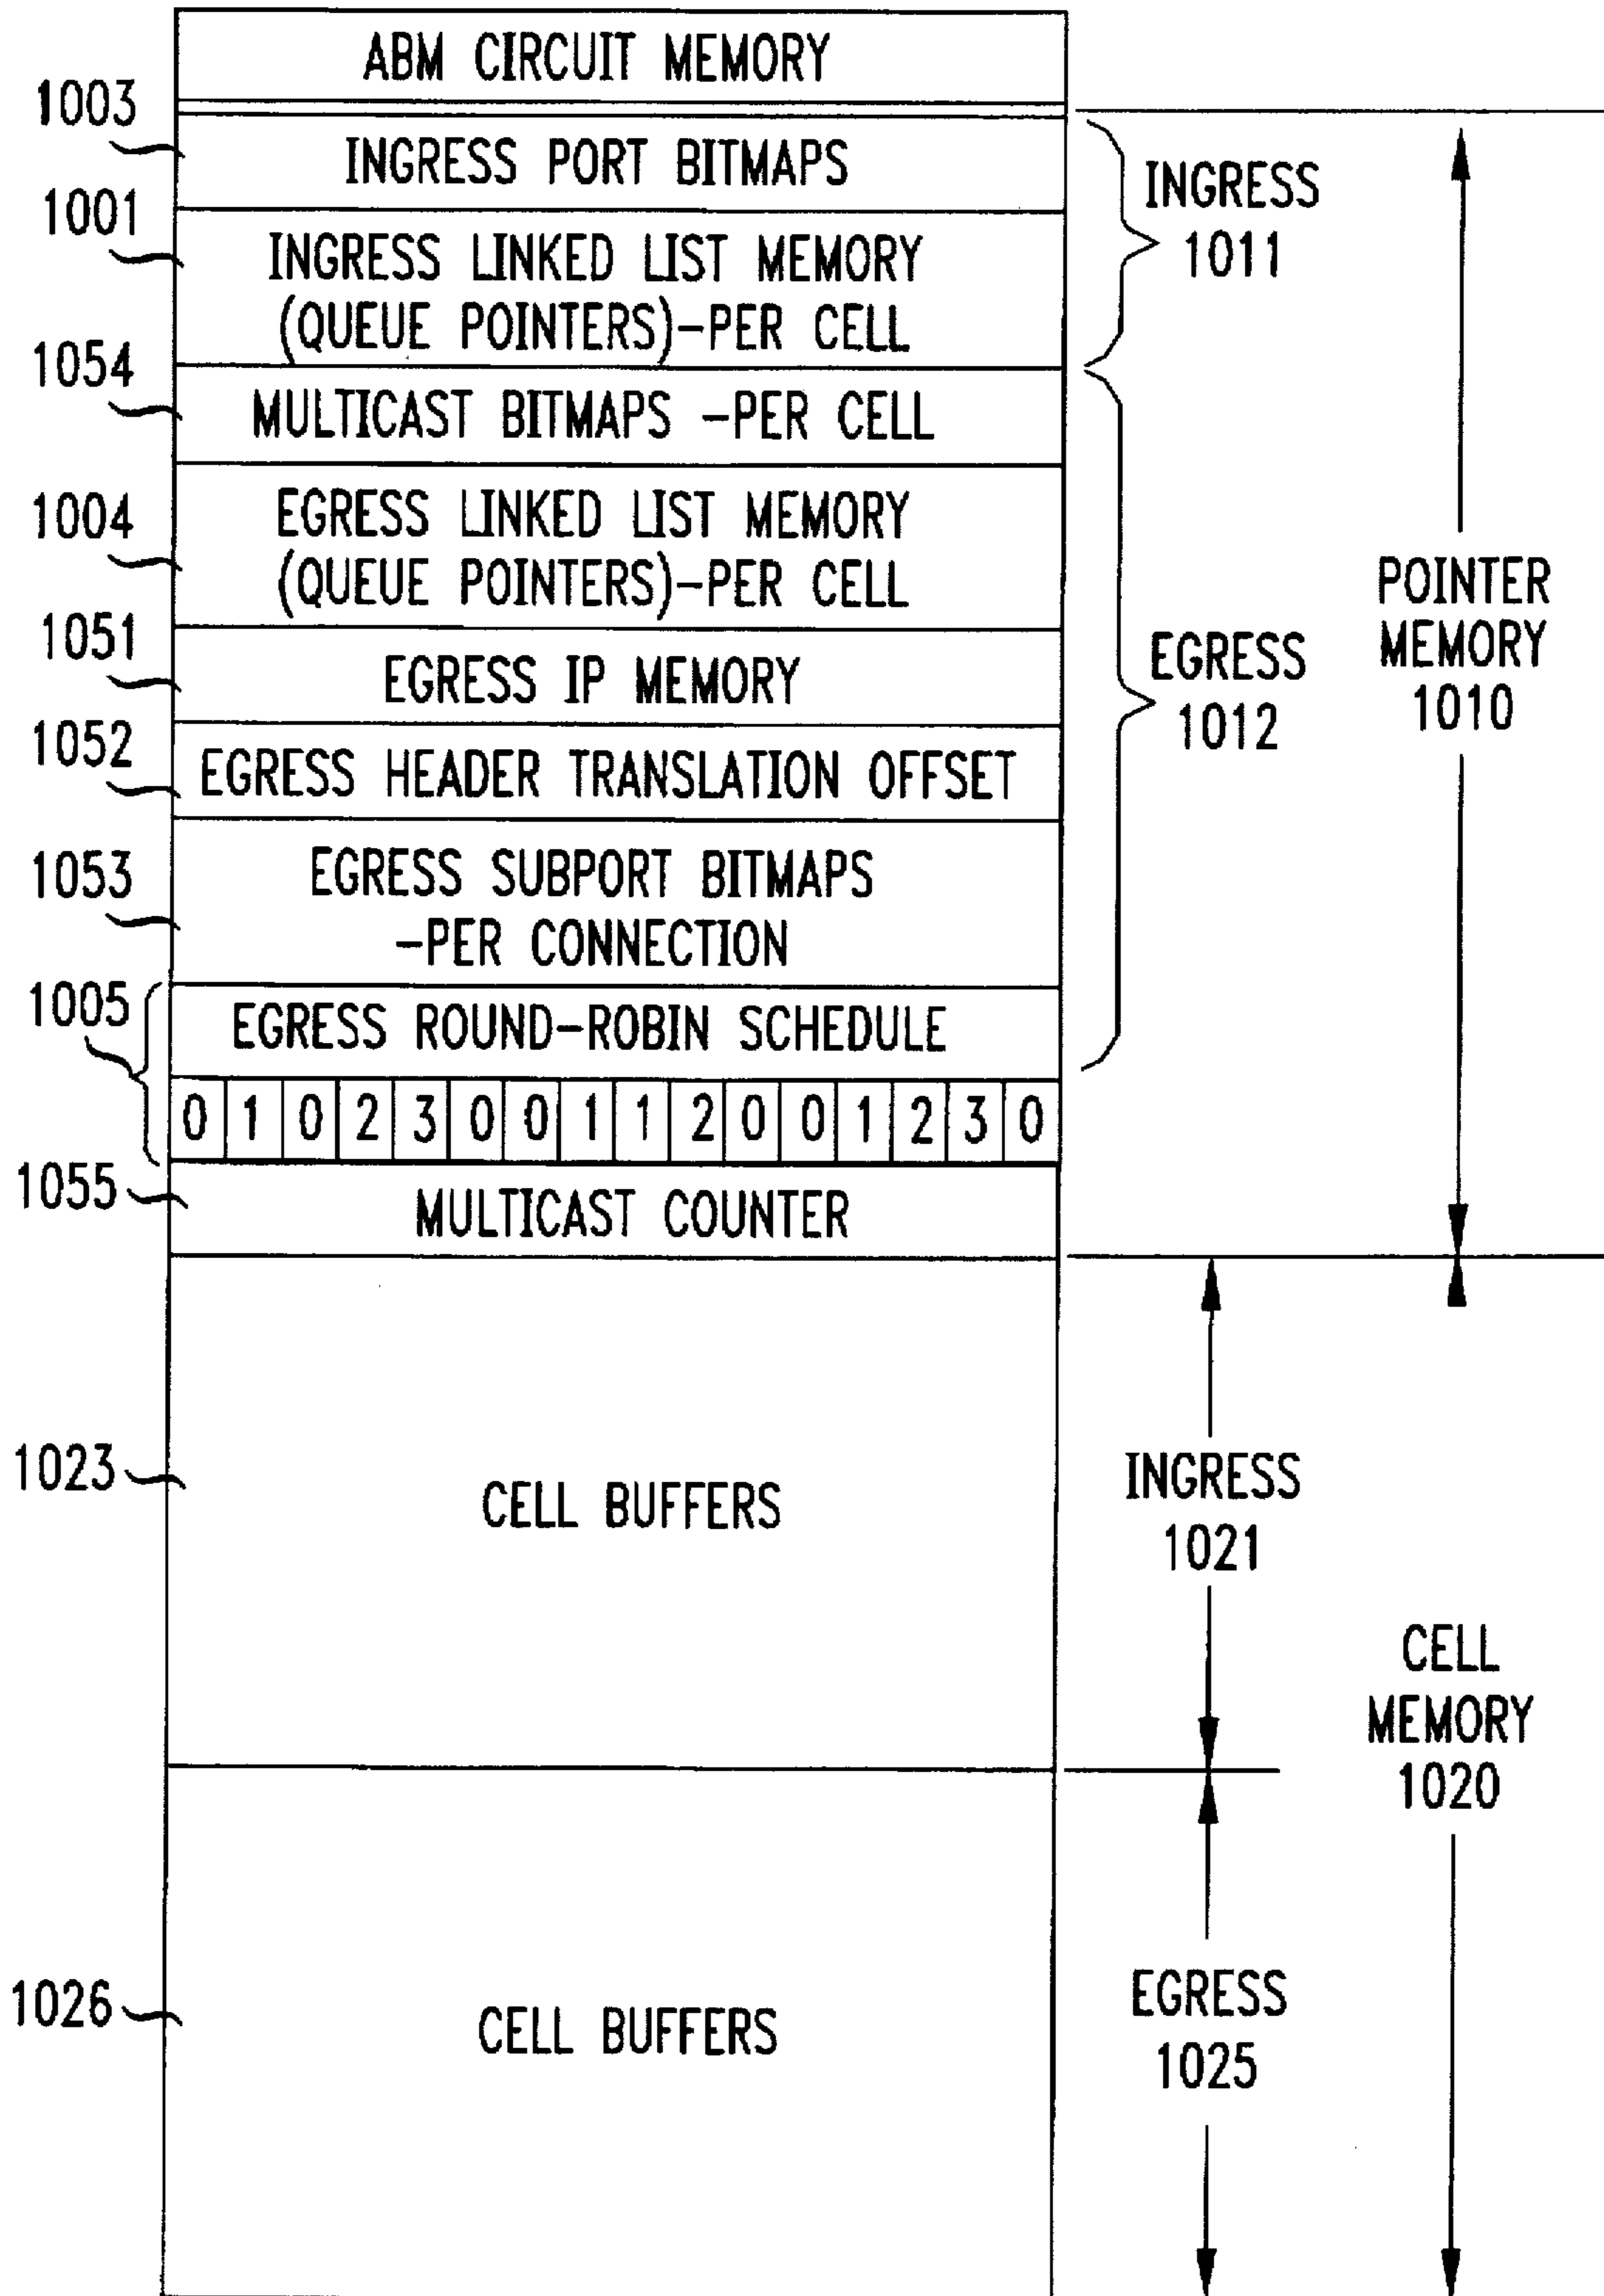 ABM CIRCUIT MEMORY
1003
INGRESS PORT BITMAPS
1001
INGRESS LINKED LIST MEMORY
(QUEUE POINTERS)-PER CELL
INGRESS
1011
1054
MULTICAST BITMAPS -PER CELL
1004
EGRESS LINKED LIST MEMORY
(QUEUE POINTERS)-PER CELL
1051
EGRESS IP MEMORY
1052
EGRESS HEADER TRANSLATION OFFSET
1053
EGRESS SUBPORT BITMAPS
-PER CONNECTION
1005
EGRESS ROUND-ROBIN SCHEDULE
0 1 0 2 3 0 0 1 1 2 0 0 1 2 3 0
EGRESS
1012
1055
MULTICAST COUNTER
POINTER
MEMORY
1010
1023
CELL BUFFERS
INGRESS
1021
1026
CELL BUFFERS
EGRESS
1025
CELL
MEMORY
1020